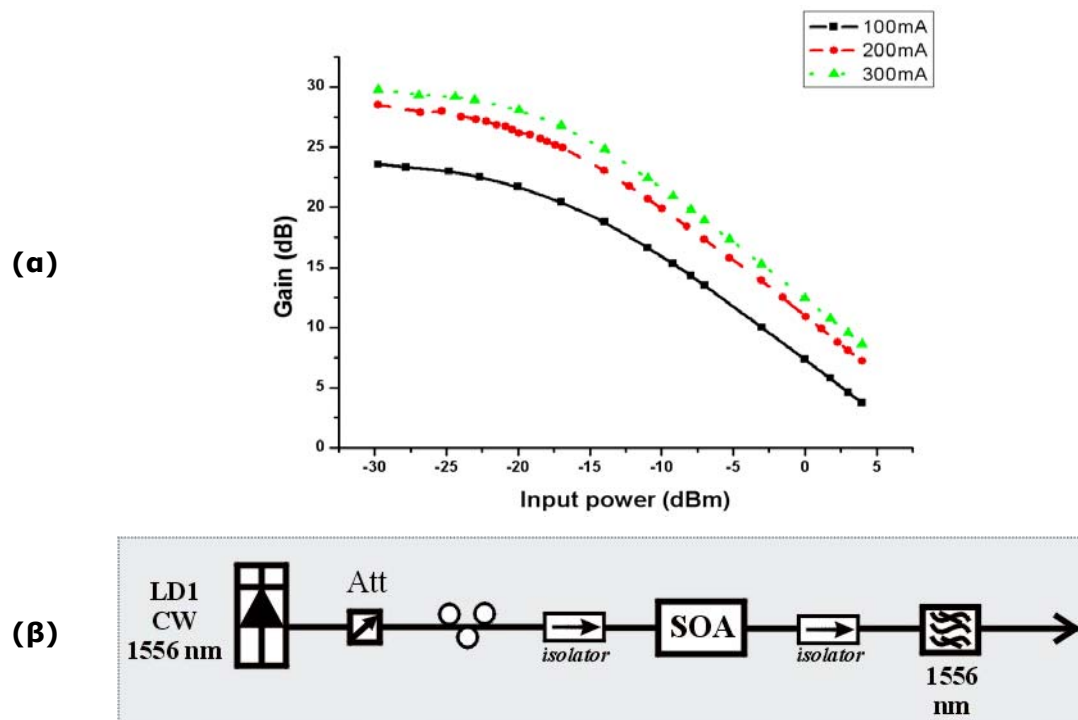 100mA
200mA
300mA
(α)
Gain (dB)
30
25
20
15
10
5
0
-30 -25 -20 -15 -10 -5 0 5
Input power (dBm)
(β)
LD1
CW
1556 nm
Att
isolator
SOA
isolator
1556
nm